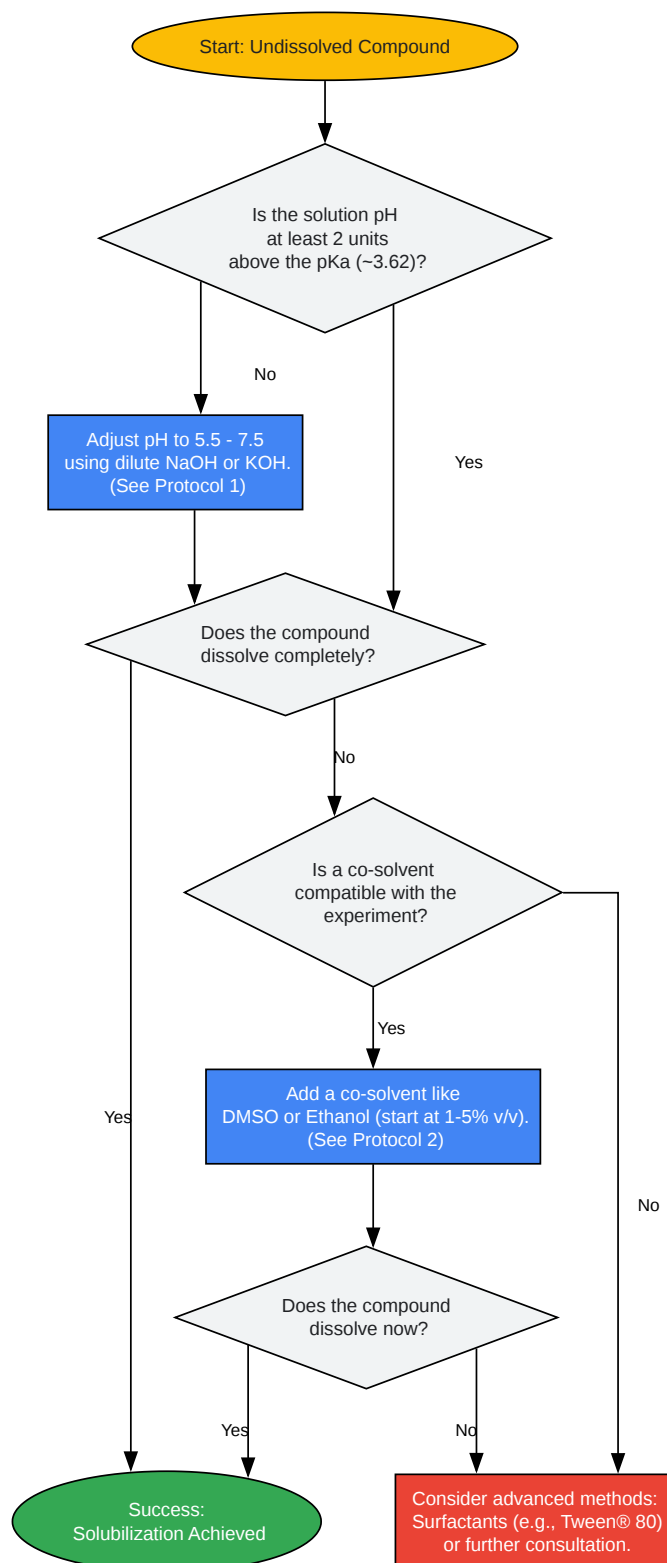 Start: Undissolved Compound
Is the solution pH
at least 2 units
above the pKa (~3.62)?
No
Adjust pH to 5.5 - 7.5
using dilute NaOH or KOH.
(See Protocol 1)
Yes
Does the compound
dissolve completely?
No
Is a co-solvent
compatible with the
experiment?
Yes
Add a co-solvent like
DMSO or Ethanol (start at 1-5% v/v).
(See Protocol 2)
Yes
No
Does the compound
dissolve now?
Yes
No
Success:
Solubilization Achieved
Consider advanced methods:
Surfactants (e.g., Tween® 80)
or further consultation.